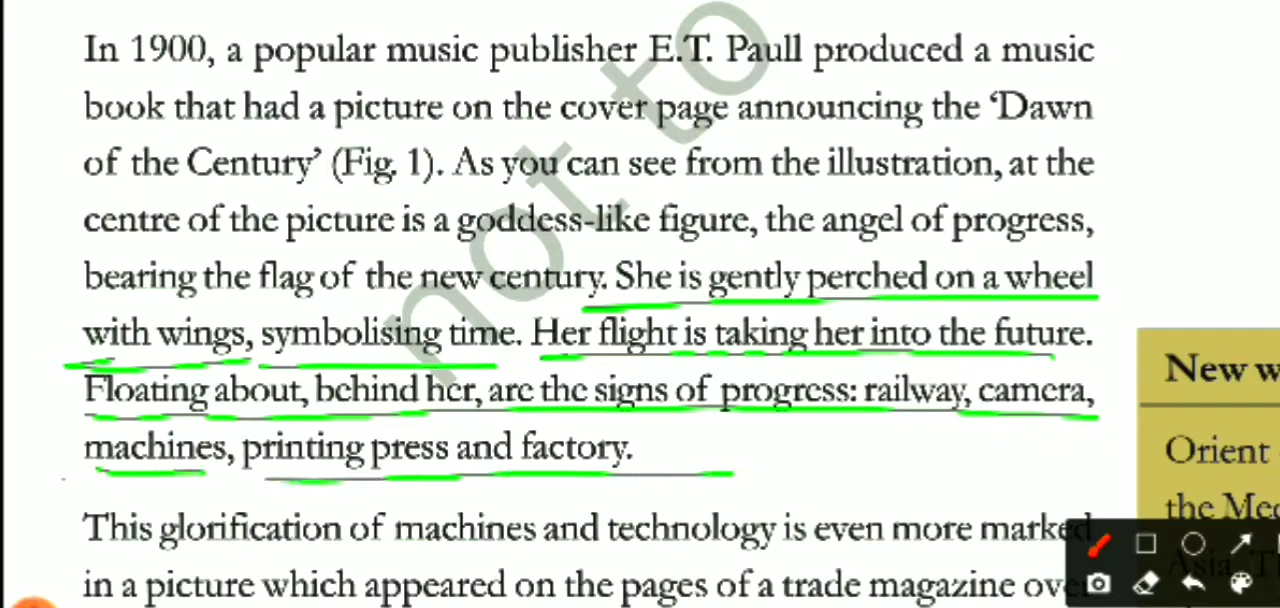 In 1900, a popular music publisher E.T. Paull produced a music
book that had a picture on the cover page announcing the ‘Dawn
of the Century’ (Fig. 1). As you can see from the illustration, at the
centre of the picture is a goddess-like figure, the angel of progress,
bearing the flag of the new century. She is gently perched on a wheel
with wings, symbolising time. Her flight is taking her into the future.
Floating about, behind her, are the signs of progress: railway, camera,
machines, printing press and factory.
This glorification of machines and technology is even more marked
in a picture which appeared on the pages of a trade magazine
not to
New w
Orient
the Med